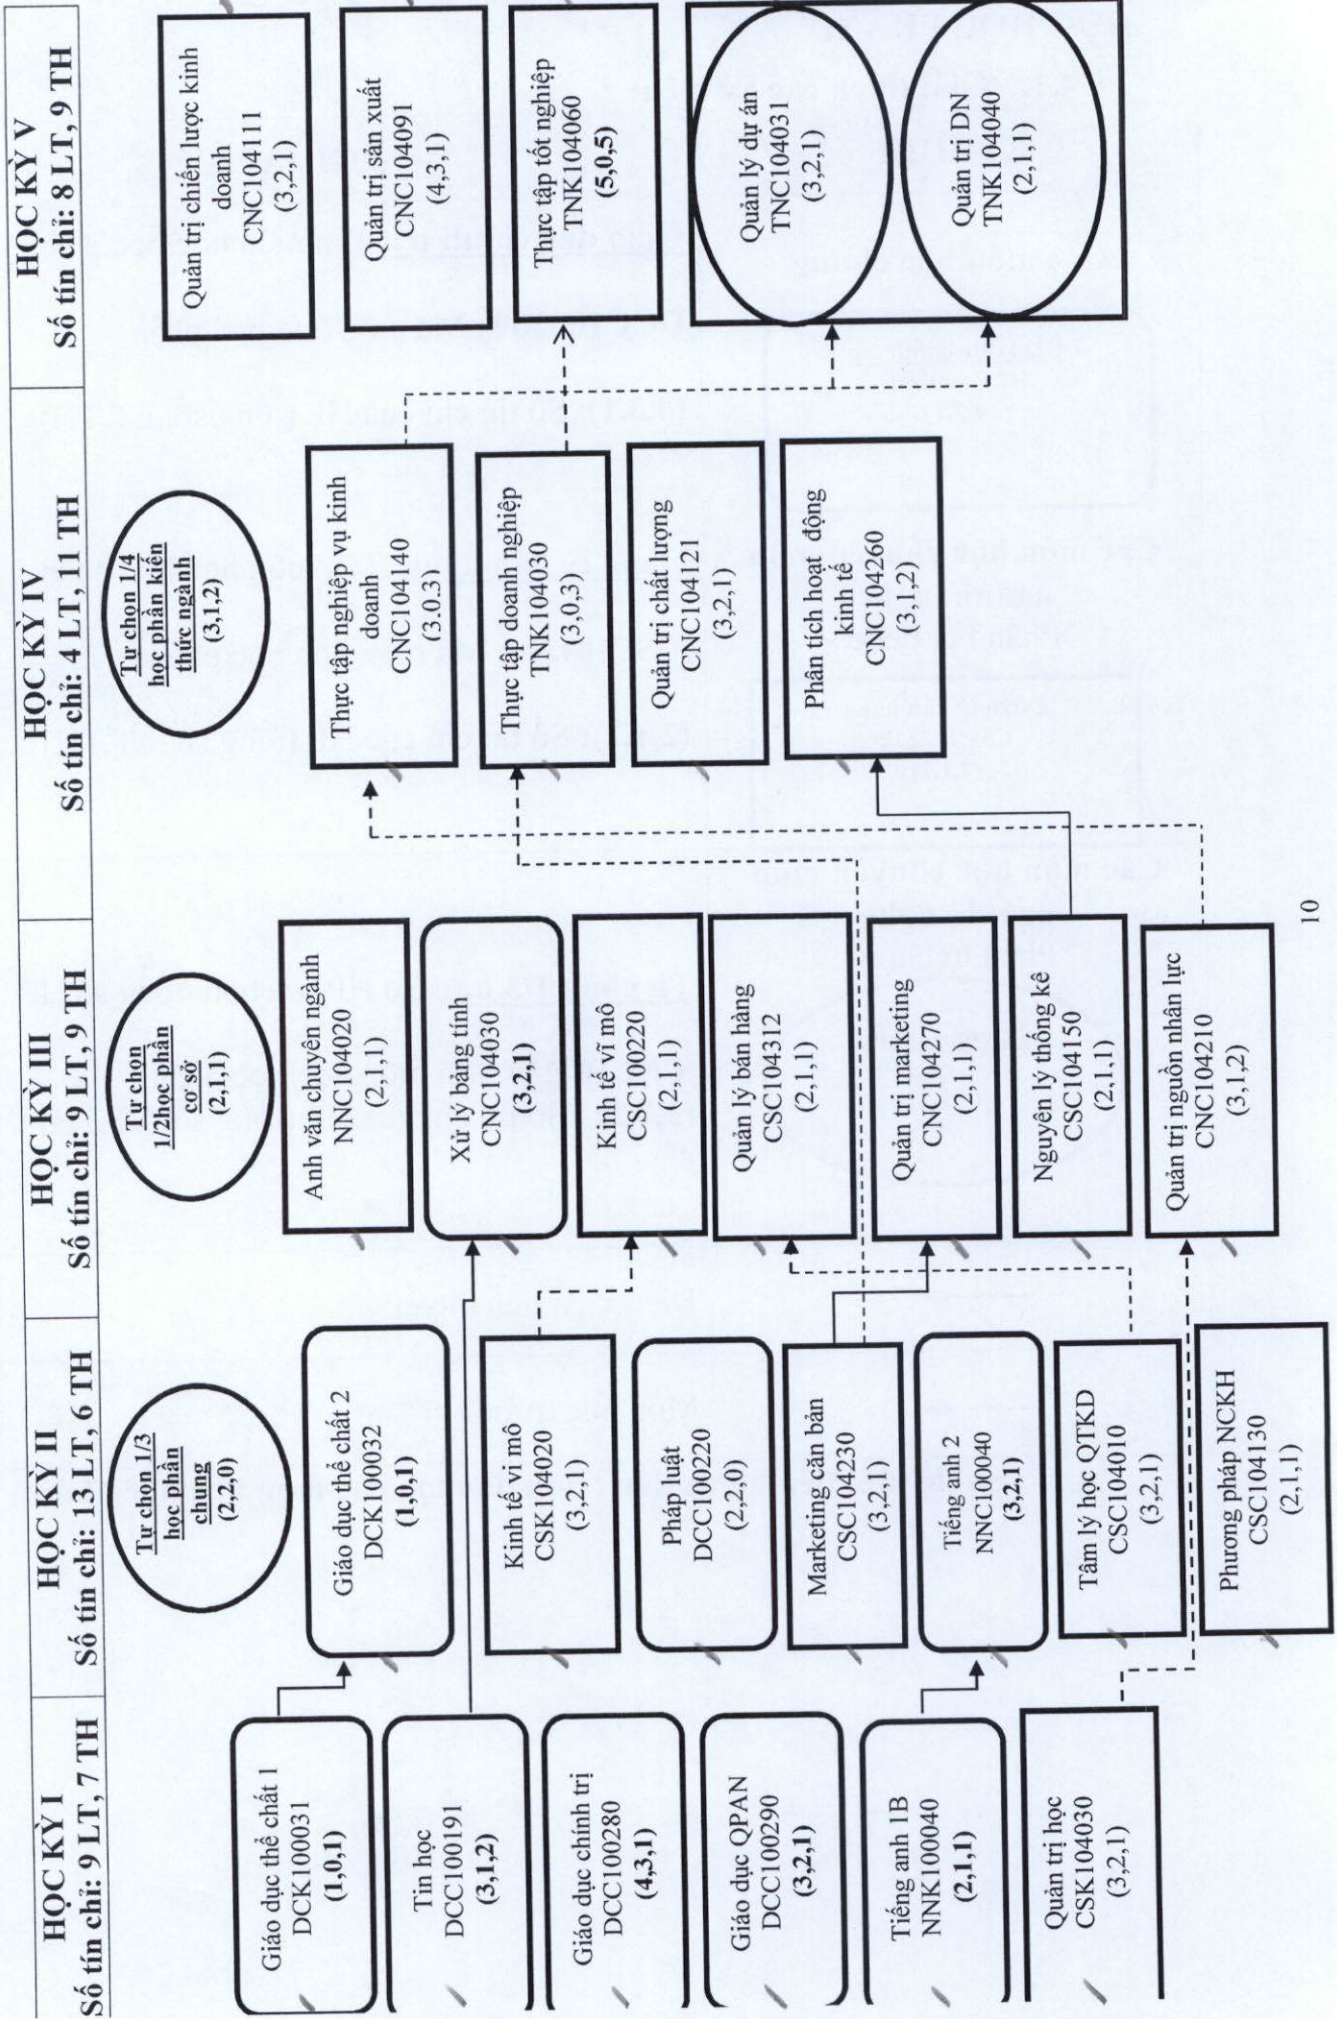 HỌC KỲ I
Số tín chỉ: 9 LT, 7 TH
Giáo dục thể chất 1
DCK100031
(1,0,1)
Tin học
DCC100191
(3,1,2)
Giáo dục chính trị
DCC100280
(4,3,1)
Giáo dục QPAN
DCC100290
(3,2,1)
Tiếng anh 1B
NNK100040
(2,1,1)
Quản trị học
CSK104030
(3,2,1)
HỌC KỲ II
Số tín chỉ: 13 LT, 6 TH
Tự chọn 1/3
học phần
chung
(2,2,0)
Giáo dục thể chất 2
DCK100032
(1,0,1)
Kinh tế vi mô
CSK104020
(3,2,1)
Pháp luật
DCC100220
(2,2,0)
Marketing căn bản
CSC104230
(3,2,1)
Tiếng anh 2
NNC100040
(3,2,1)
Tâm lý học QTKD
CSC104010
(3,2,1)
Phương pháp NCKH
CSC104130
(2,1,1)
HỌC KỲ III
Số tín chỉ: 9 LT, 9 TH
Tự chọn
1/2học phần
cơ sở
(2,1,1)
Anh văn chuyên ngành
NNC104020
(2,1,1)
Xử lý bảng tính
CNC104030
(3,2,1)
Kinh tế vĩ mô
CSC100220
(2,1,1)
Quản lý bán hàng
CSC104312
(2,1,1)
Quản trị marketing
CNC104270
(2,1,1)
Nguyên lý thống kê
CSC104150
(2,1,1)
Quản trị nguồn nhân lực
CNC104210
(3,1,2)
HỌC KỲ IV
Số tín chỉ: 4 LT,11 TH
Tự chọn 1/4
học phần kiến
thức ngành
(3,1,2)
Thực tập nghiệp vụ kinh
doanh
CNC104140
(3.0.3)
Thực tập doanh nghiệp
TNK104030
(3,0,3)
Quản trị chất lượng
CNC104121
(3,2,1)
Phân tích hoạt động
kinh tế
CNC104260
(3,1,2)
HỌC KỲ V
Số tín chỉ: 8 LT, 9 TH
Quản trị chiến lược kinh
doanh
CNC104111
(3,2,1)
Quản trị sản xuất
CNC104091
(4,3,1)
Thực tập tốt nghiệp
TNK104060
(5,0,5)
Quản lý dự án
TNC104031
(3,2,1)
Quản trị DN
TNK104040
(2,1,1)
10